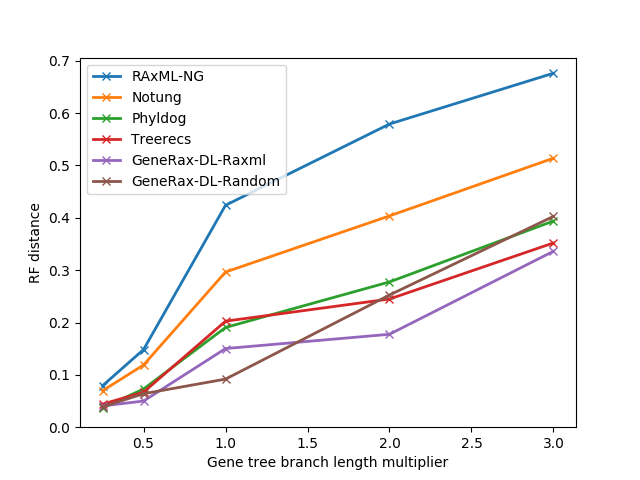 0.7
0.6
0.5
0.4
0.3
0.2
0.1
0.0
RF distance
RAxML-NG
Notung
Phyldog
Treerecs
GeneRax-DL-Raxml
GeneRax-DL-Random
0.5 1.0 1.5 2.0 2.5 3.0
Gene tree branch length multiplier